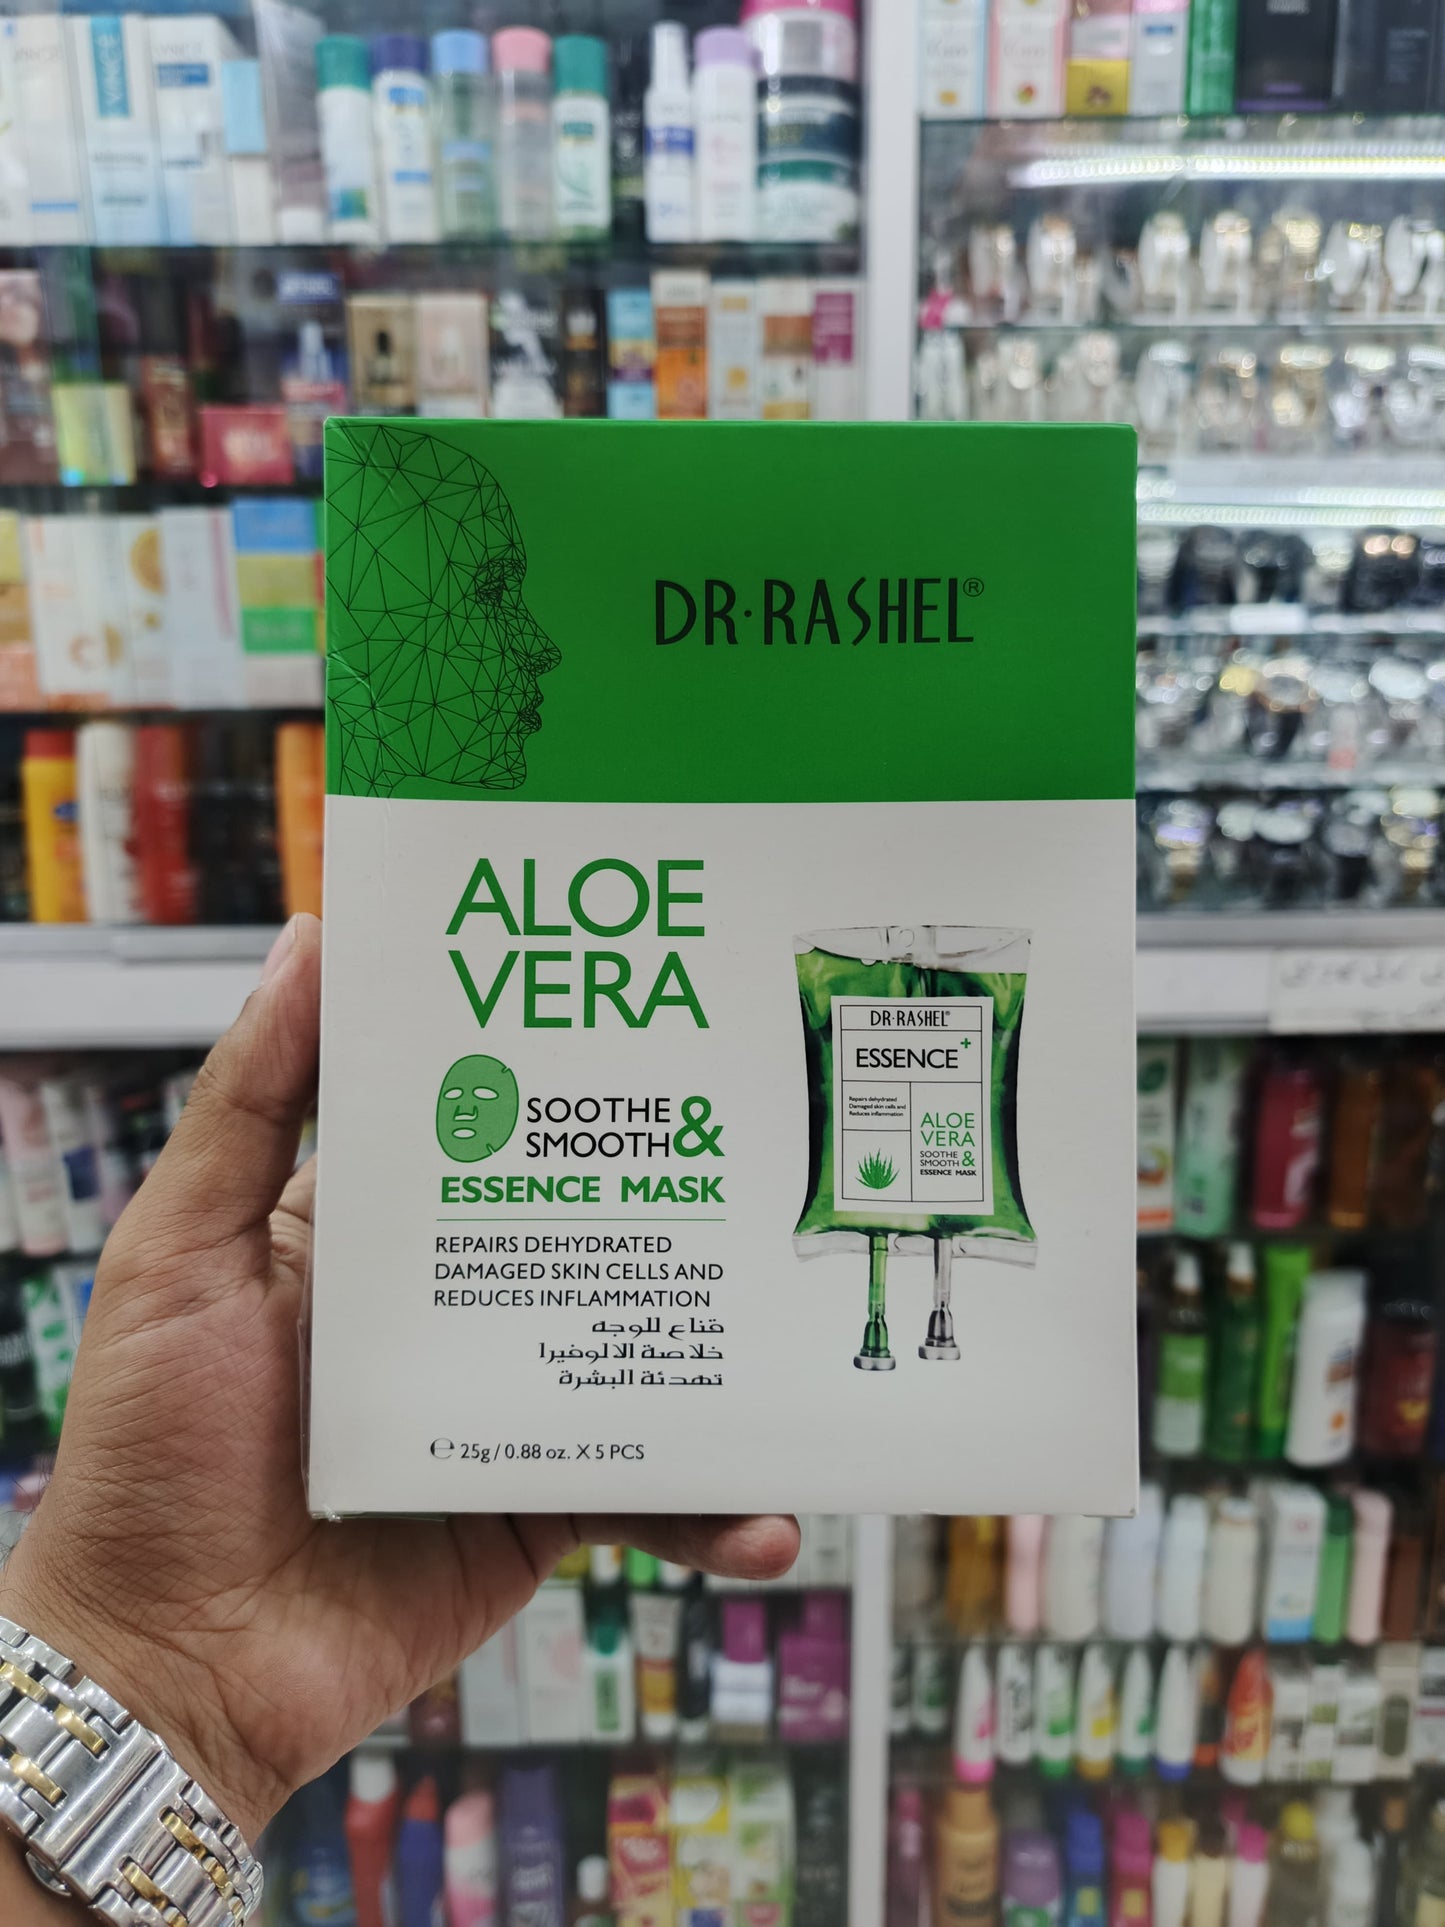 DR·RASHEL®
ALOE
VERA
SOOTHE &
SMOOTH
ESSENCE MASK
REPAIRS DEHYDRATED
DAMAGED SKIN CELLS AND
REDUCES INFLAMMATION
قناع للوجه
خلاصة الالوفيرا
تهدئة البشرة
℮ 25g / 0.88 oz. X 5 PCS
DR·RASHEL®
ESSENCE+
Repairs dehydrated
Damaged skin cells and
Reduces inflammation
ALOE
VERA
SOOTHE
SMOOTH &
ESSENCE MASK